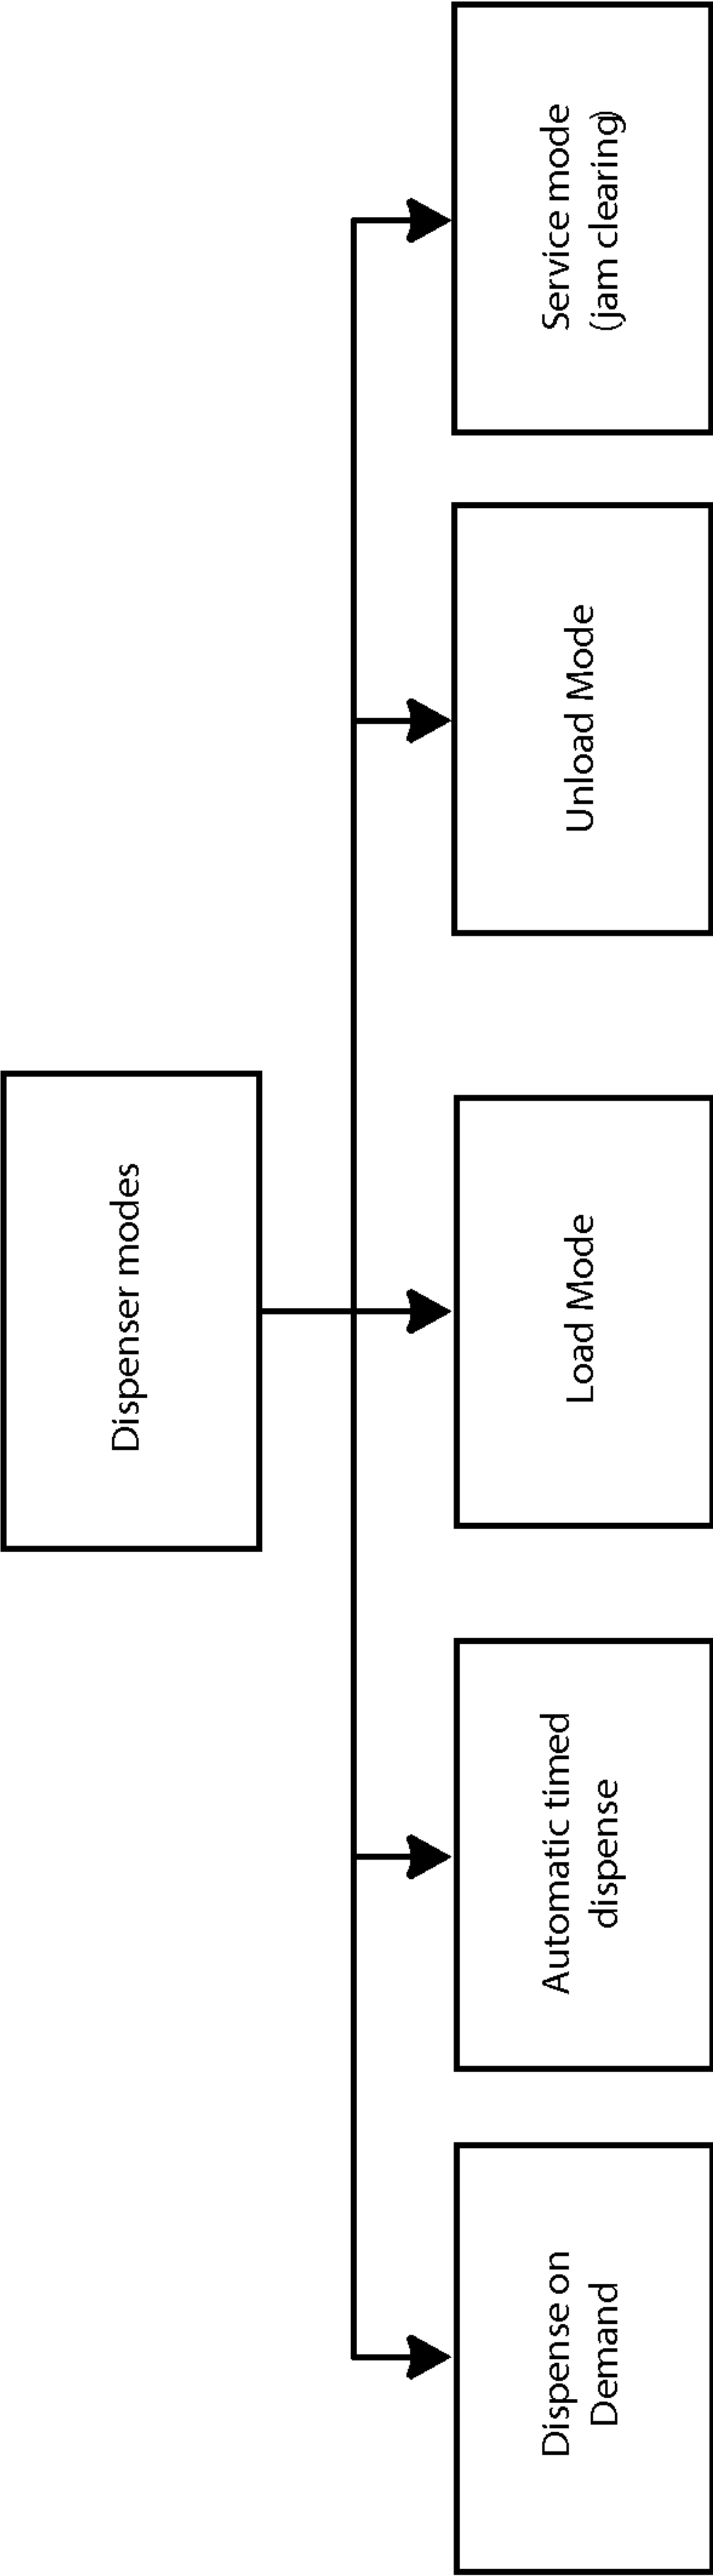 Dispenser modes
Dispense on
Demand
Automatic timed
dispense
Load Mode
Unload Mode
Service mode
(jam clearing)